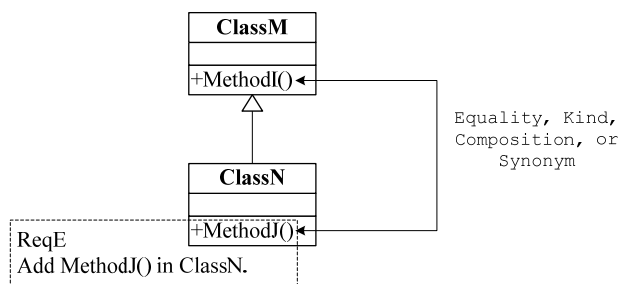 ClassM
+MethodI()
Equality, Kind,
Composition, or
Synonym
ClassN
+MethodJ()
ReqE
Add MethodJ() in ClassN.